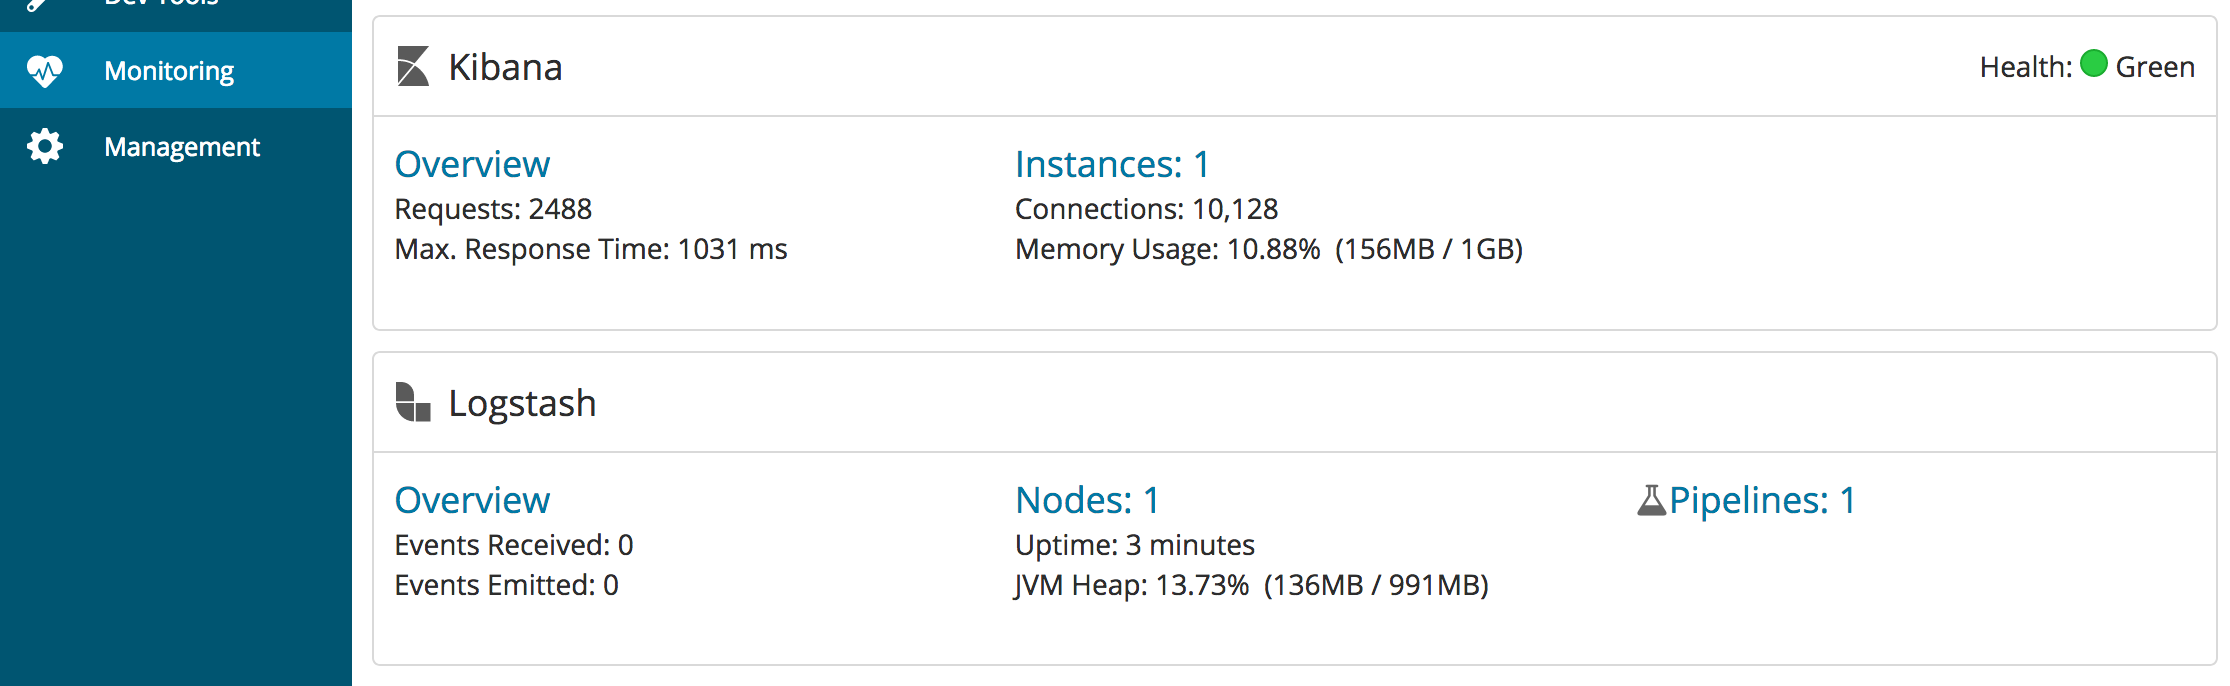 Dev Tools
Monitoring
Management
Kibana
Health: Green
Overview
Requests: 2488
Max. Response Time: 1031 ms
Instances: 1
Connections: 10,128
Memory Usage: 10.88% (156MB / 1GB)
Logstash
Overview
Events Received: 0
Events Emitted: 0
Nodes: 1
Uptime: 3 minutes
JVM Heap: 13.73% (136MB / 991MB)
Pipelines: 1